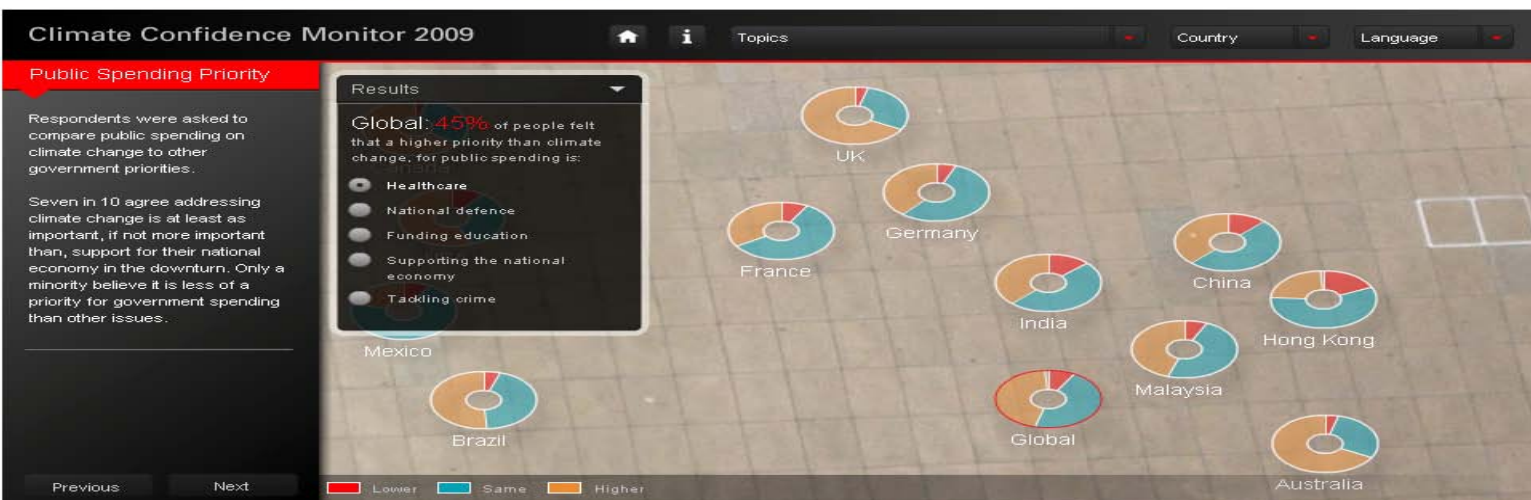 Climate Confidence Monitor 2009
i
Topics
Country
Language
Public Spending Priority
Respondents were asked to
compare public spending on
climate change to other
government priorities.
Seven in 10 agree addressing
climate change is at least as
important, if not more important
than, support for their national
economy in the downturn. Only a
minority believe it is less of a
priority for government spending
than other issues.
Previous
Next
Results
Global: 45% of people felt
that a higher priority than climate
change, for public spending is:
Healthcare
National defence
Funding education
Supporting the national
economy
Tackling crime
Canada
Mexico
Brazil
UK
Germany
France
China
India
Hong Kong
Malaysia
Global
Australia
Lower
Same
Higher